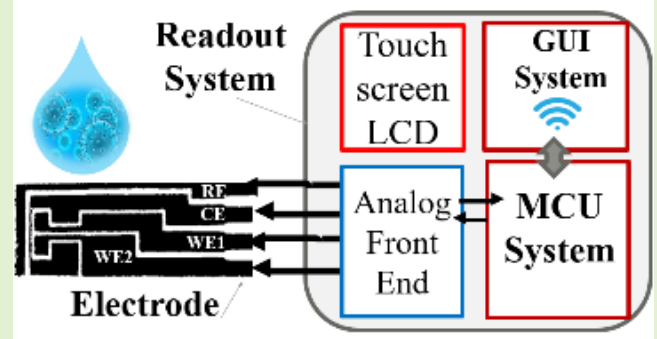 Readout
System
Touch
screen
LCD
GUI
System
RE
CE
WE1
WE2
Electrode
Analog
Front
End
MCU
System